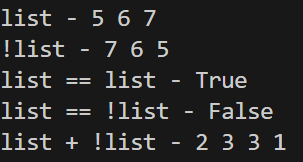 list - 5 6 7
!list - 7 6 5
list == list - True
list == !list - False
list + !list - 2 3 3 1